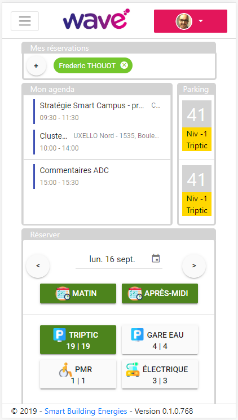 wave
Mes réservations
+ Frederic THOUOT
Mon agenda
Parking
Stratégie Smart Campus - pr... C...
09:30 - 11:30
41
Niv -1
Triptic
Cluste... UXELLO Nord - 1535, Boule...
10:00 - 14:00
Commentaires ADC
15:00 - 15:30
41
Niv -1
Triptic
Réserver
< lun. 16 sept. >
MATIN
APRÈS-MIDI
TRIPTIC
19 | 19
GARE EAU
4 | 4
PMR
1 | 1
ÉLECTRIQUE
3 | 3
© 2019 - Smart Building Energies - Version 0.1.0.768